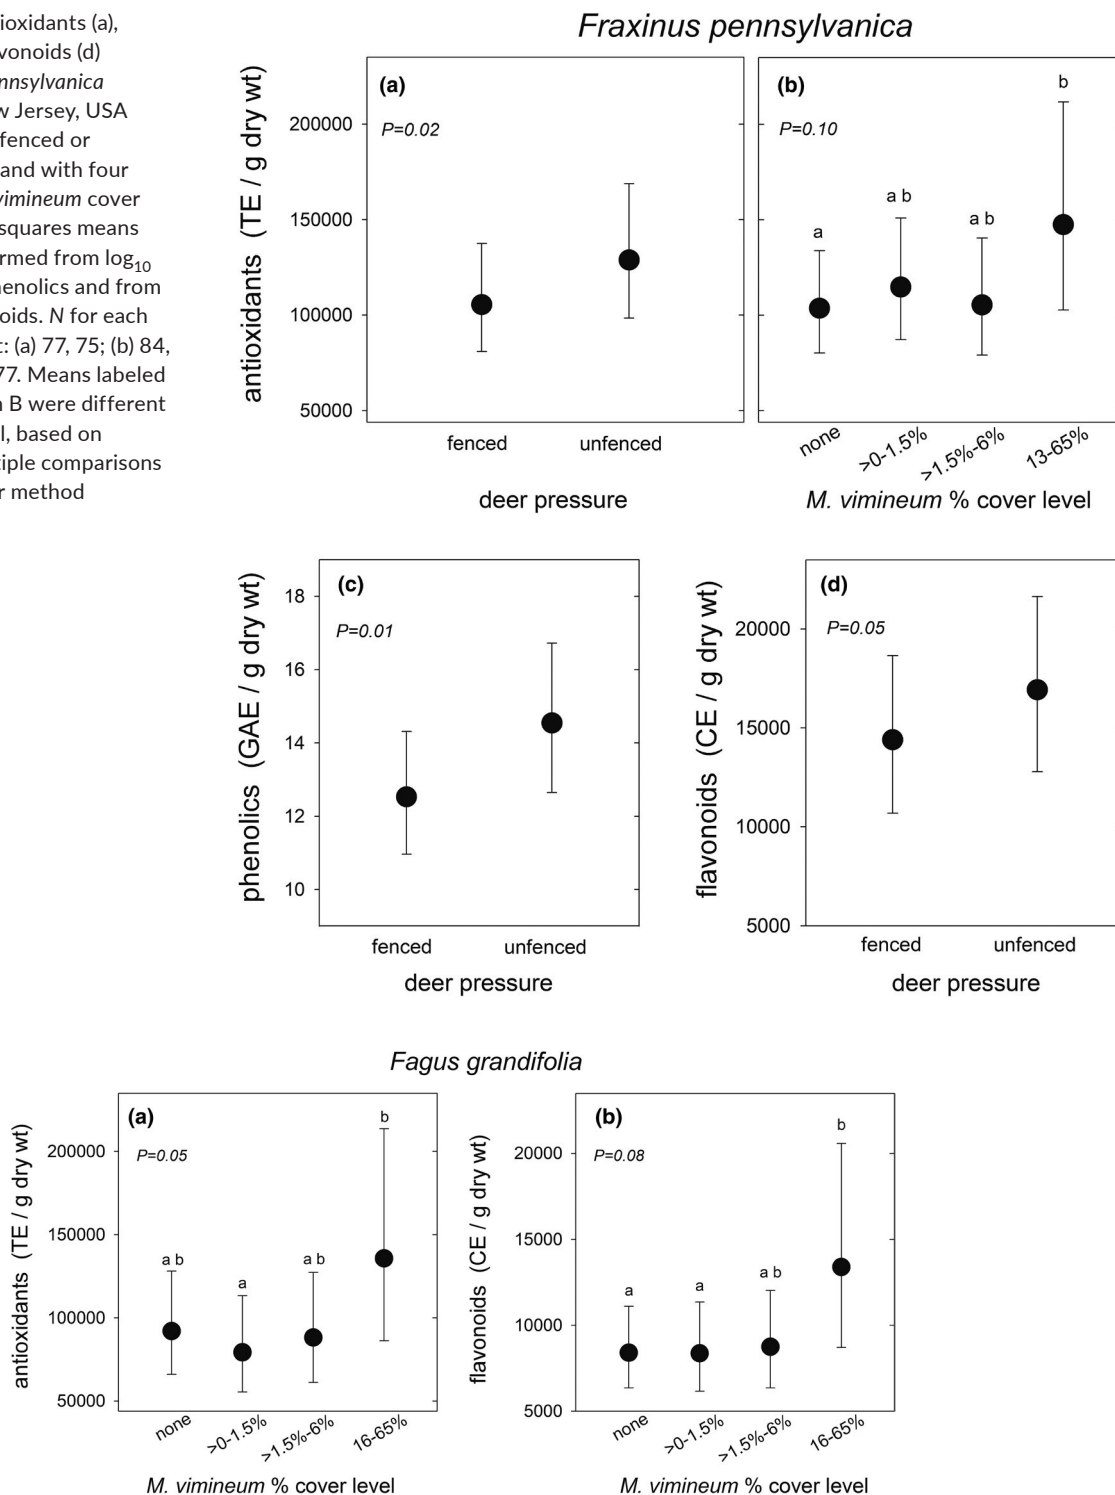 ioxidants (a),
avonoids (d)
nnsylvanica
w Jersey, USA
fenced or
and with four
vimineum cover
squares means
rmed from log10
henolics and from
oids. N for each
t: (a) 77, 75; (b) 84,
77. Means labeled
n B were different
l, based on
tiple comparisons
r method
Fraxinus pennsylvanica
(a)
P=0.02
antioxidants (TE / g dry wt)
200000
150000
100000
50000
fenced unfenced
deer pressure
(b)
P=0.10
a
a b
a b
b
none >0-1.5% >1.5%-6% 13-65%
M. vimineum % cover level
(c)
P=0.01
phenolics (GAE / g dry wt)
18
16
14
12
10
fenced unfenced
deer pressure
(d)
P=0.05
flavonoids (CE / g dry wt)
20000
15000
10000
5000
fenced unfenced
deer pressure
Fagus grandifolia
(a)
P=0.05
antioxidants (TE / g dry wt)
200000
150000
100000
50000
a b
a
a b
b
none >0-1.5% >1.5%-6% 16-65%
M. vimineum % cover level
(b)
P=0.08
flavonoids (CE / g dry wt)
20000
15000
10000
5000
a
a
a b
b
none >0-1.5% >1.5%-6% 16-65%
M. vimineum % cover level